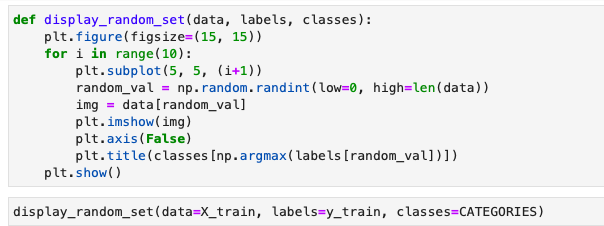 def display_random_set(data, labels, classes):
    plt.figure(figsize=(15, 15))
    for i in range(10):
        plt.subplot(5, 5, (i+1))
        random_val = np.random.randint(low=0, high=len(data))
        img = data[random_val]
        plt.imshow(img)
        plt.axis(False)
        plt.title(classes[np.argmax(labels[random_val])])
    plt.show()
display_random_set(data=X_train, labels=y_train, classes=CATEGORIES)